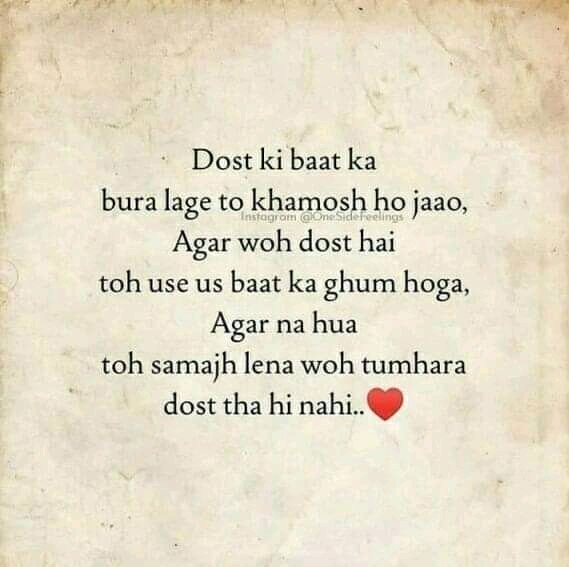 Dost ki baat ka
bura lage to khamosh ho jaao,
Instagram @OneSideFeelings
Agar woh dost hai
toh use us baat ka ghum hoga,
Agar na hua
toh samajh lena woh tumhara
dost tha hi nahi..❤️